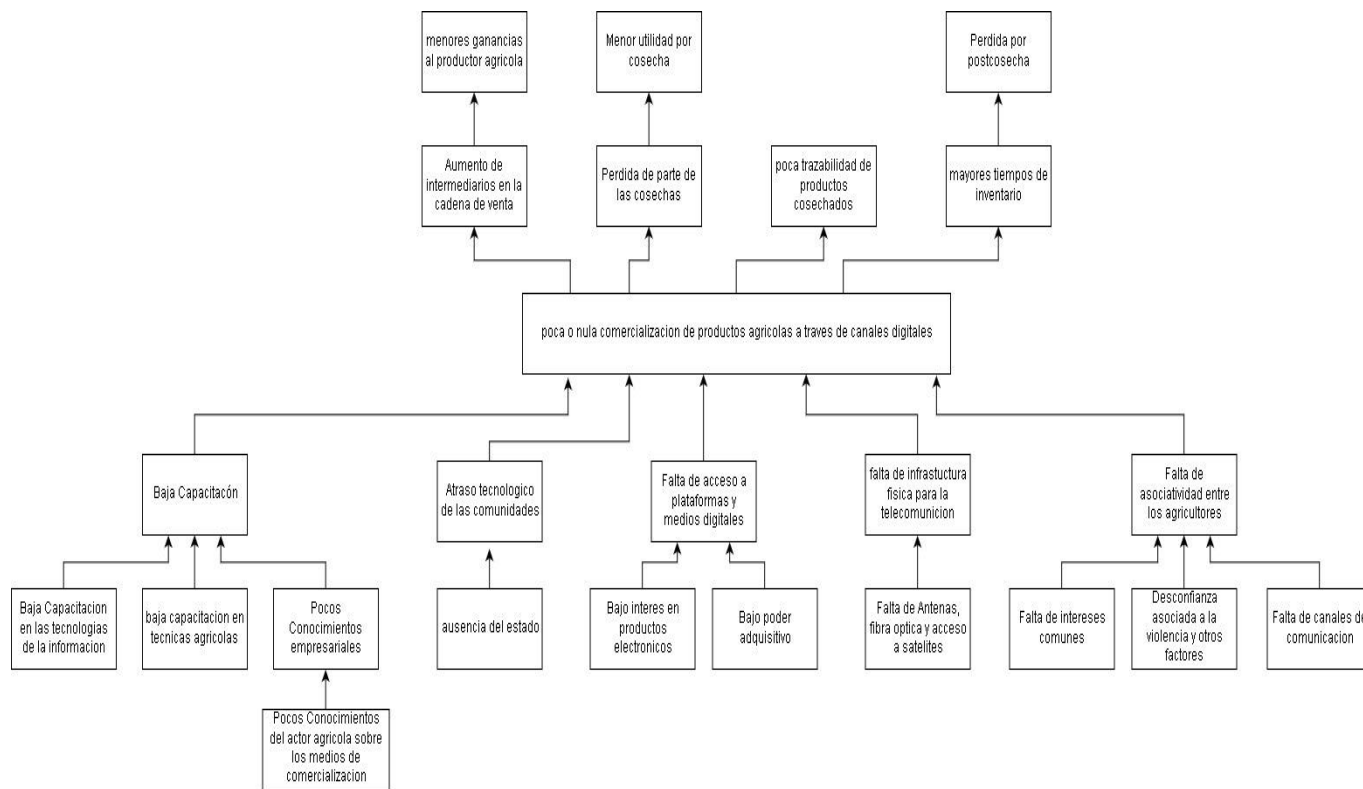 menores ganancias
al productor agricola
Menor utilidad por
cosecha
Perdida por
postcosecha
Aumento de
intermediarios en la
cadena de venta
Perdida de parte de
las cosechas
poca trazabilidad de
productos
cosechados
mayores tiempos de
inventario
poca o nula comercializacion de productos agricolas a traves de canales digitales
Baja Capacitacón
Atraso tecnologico
de las comunidades
Falta de acceso a
plataformas y
medios digitales
falta de infrastuctura
fisica para la
telecomunicion
Falta de
asociatividad entre
los agricultores
Baja Capacitacion
en las tecnologias
de la informacion
baja capacitacion en
tecnicas agricolas
Pocos
Conocimientos
empresariales
ausencia del estado
Bajo interes en
productos
electronicos
Bajo poder
adquisitivo
Falta de Antenas,
fibra optica y acceso
a satelites
Falta de intereses
comunes
Desconfianza
asociada a la
violencia y otros
factores
Falta de canales de
comunicacion
Pocos Conocimientos
del actor agricola sobre
los medios de
comercializacion